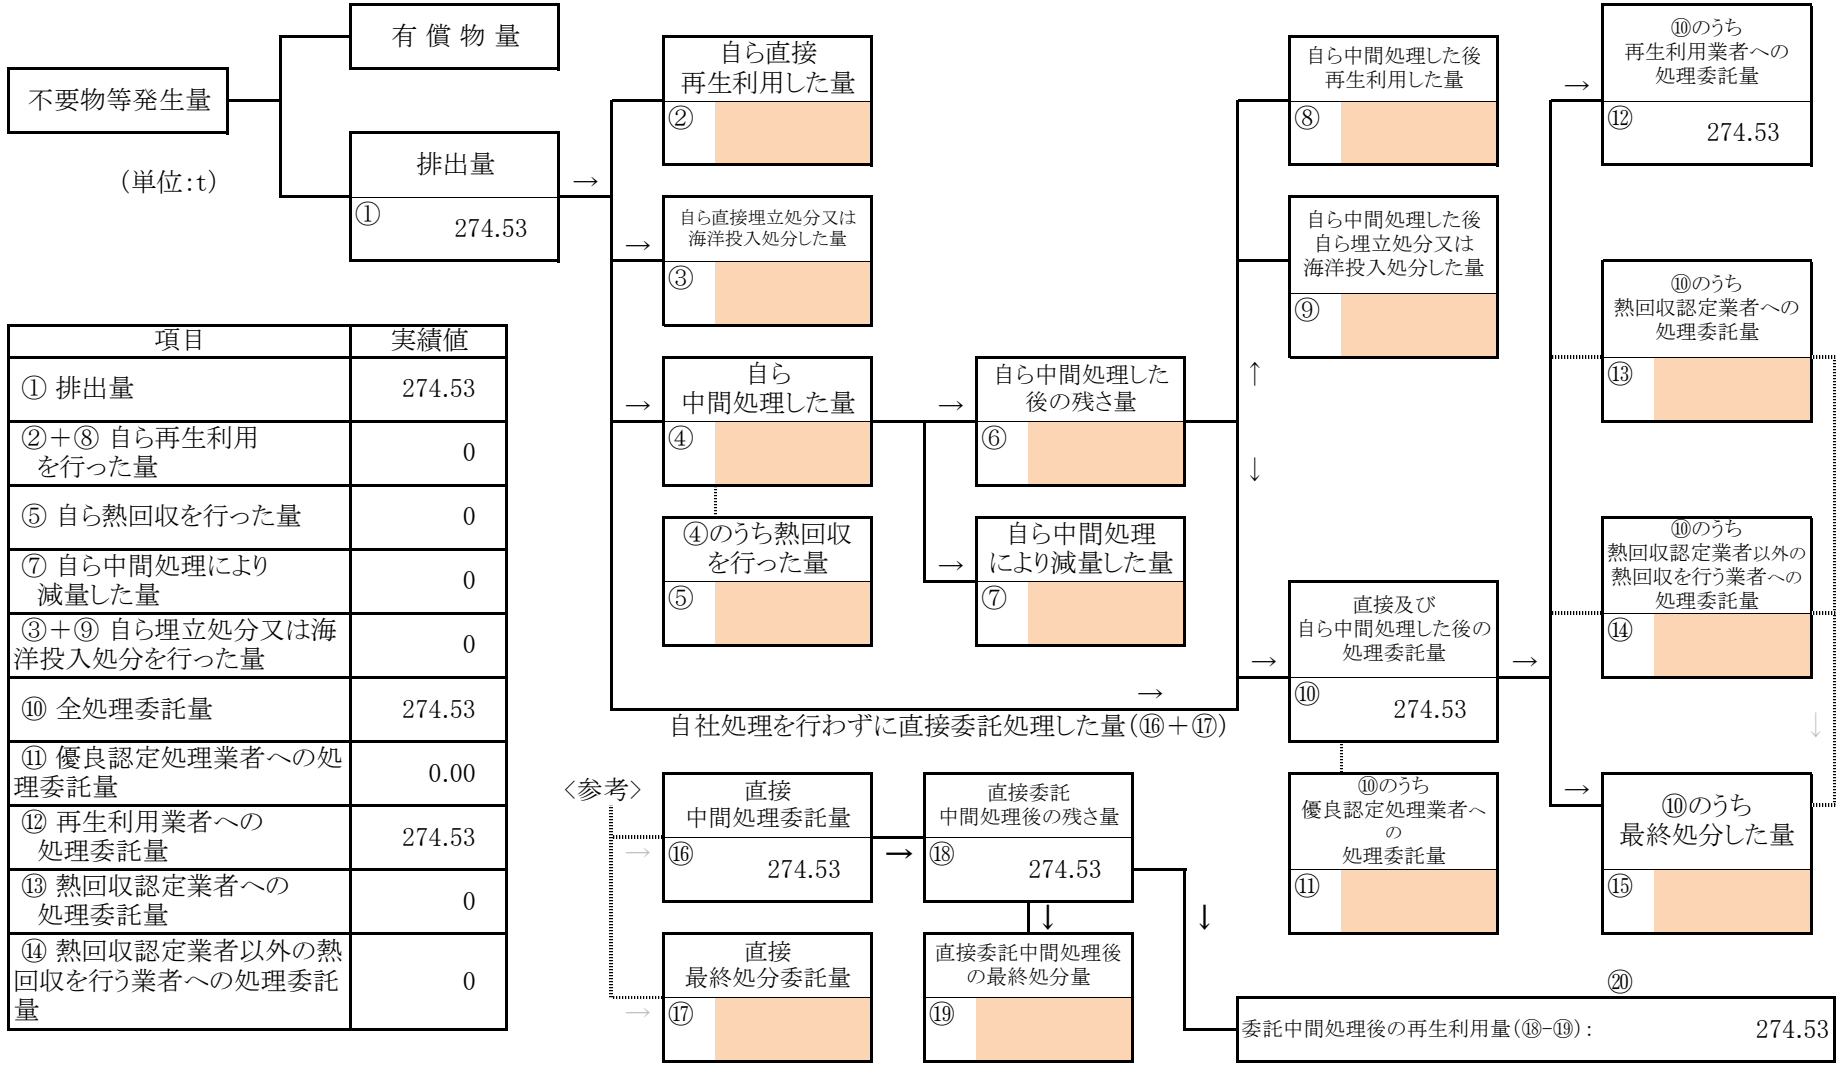 有 償 物 量
不要物等発生量
(単位:t)
排出量
①
274.53
→
自ら直接
再生利用した量
②
→
自ら直接埋立処分又は
海洋投入処分した量
③
→
自ら
中間処理した量
④
④のうち熱回収
を行った量
⑤
→
自ら中間処理した
後の残さ量
⑥
→
自ら中間処理
により減量した量
⑦
自ら中間処理した後
再生利用した量
⑧
自ら中間処理した後
自ら埋立処分又は
海洋投入処分した量
⑨
↑
↓
→
自社処理を行わずに直接委託処理した量(⑯+⑰)
→
直接及び
自ら中間処理した後の
処理委託量
⑩
274.53
→
⑩のうち
優良認定処理業者へ
の
処理委託量
⑪
→
⑩のうち
再生利用業者への
処理委託量
⑫
274.53
⑩のうち
熱回収認定業者への
処理委託量
⑬
⑩のうち
熱回収認定業者以外の
熱回収を行う業者への
処理委託量
⑭
↓
→
⑩のうち
最終処分した量
⑮
項目 実績値
① 排出量 274.53
②+⑧ 自ら再生利用
を行った量
0
⑤ 自ら熱回収を行った量 0
⑦ 自ら中間処理により
減量した量
0
③+⑨ 自ら埋立処分又は海
洋投入処分を行った量
0
⑩ 全処理委託量 274.53
⑪ 優良認定処理業者への処
理委託量
0.00
⑫ 再生利用業者への
処理委託量
274.53
⑬ 熱回収認定業者への
処理委託量
0
⑭ 熱回収認定業者以外の熱
回収を行う業者への処理委託
量
0
<参考>
→
直接
中間処理委託量
⑯
274.53
→
直接委託
中間処理後の残さ量
⑱
274.53
→
直接
最終処分委託量
⑰
↓
直接委託中間処理後
の最終処分量
⑲
↓
⑳
委託中間処理後の再生利用量(⑱-⑲): 274.53